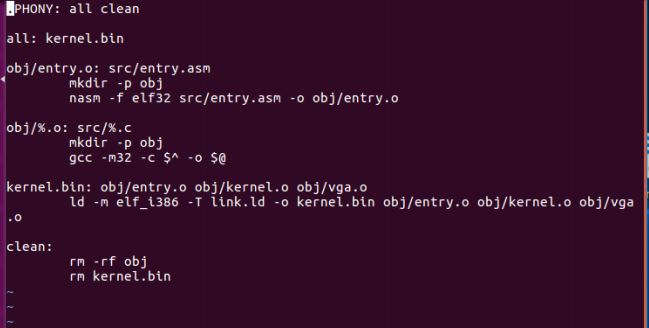 .PHONY: all clean

all: kernel.bin

obj/entry.o: src/entry.asm
        mkdir -p obj
        nasm -f elf32 src/entry.asm -o obj/entry.o

obj/%.o: src/%.c
        mkdir -p obj
        gcc -m32 -c $^ -o $@

kernel.bin: obj/entry.o obj/kernel.o obj/vga.o
        ld -m elf_i386 -T link.ld -o kernel.bin obj/entry.o obj/kernel.o obj/vga
.o

clean:
        rm -rf obj
        rm kernel.bin
~
~
~